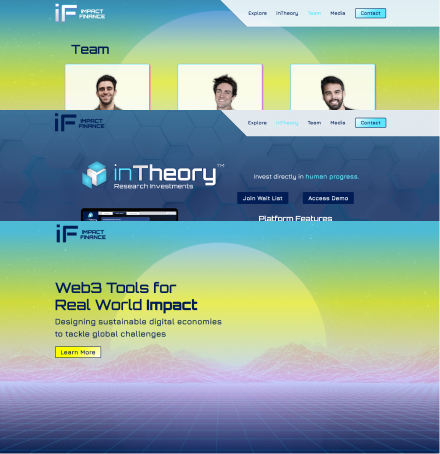 iF IMPACT
FINANCE
Explore inTheory Team Media Contact
Team
iF IMPACT
FINANCE
Explore inTheory Team Media Contact
inTheory™
Research Investments
Invest directly in human progress.
Join Wait List Access Demo
Platform Features
iF IMPACT
FINANCE
Web3 Tools for
Real World Impact
Designing sustainable digital economies
to tackle global challenges
Learn More